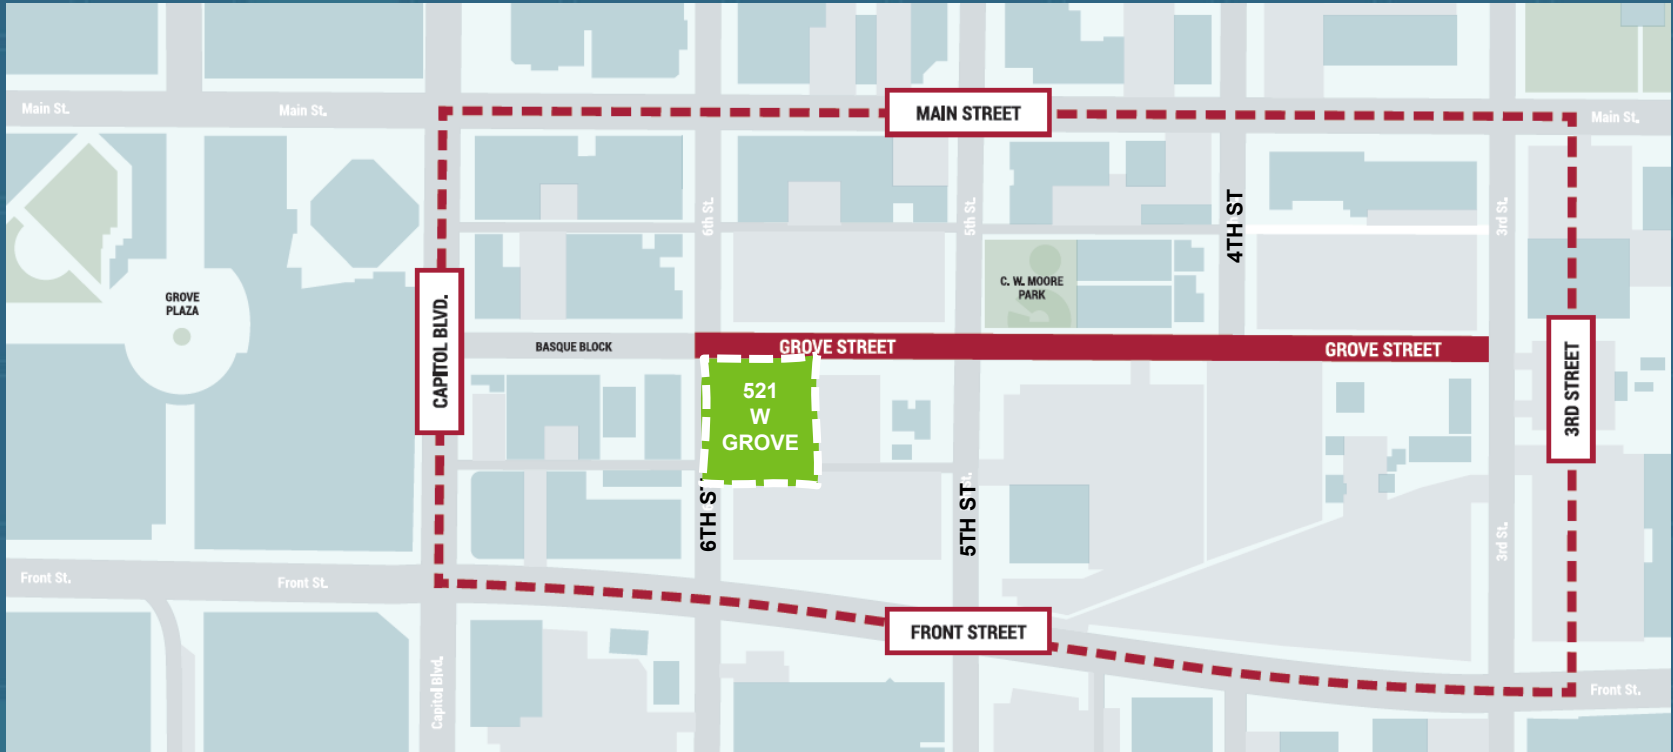 Main St.
Main St.
MAIN STREET
Main St.
6th St.
5th St.
4TH ST
3rd St.
C. W. MOORE
PARK
GROVE
PLAZA
CAPITOL BLVD.
BASQUE BLOCK
GROVE STREET
GROVE STREET
3RD STREET
521
W
GROVE
6TH ST
5TH ST
St.
3rd St.
Front St.
Front St.
FRONT STREET
Capitol Blvd.
Front St.